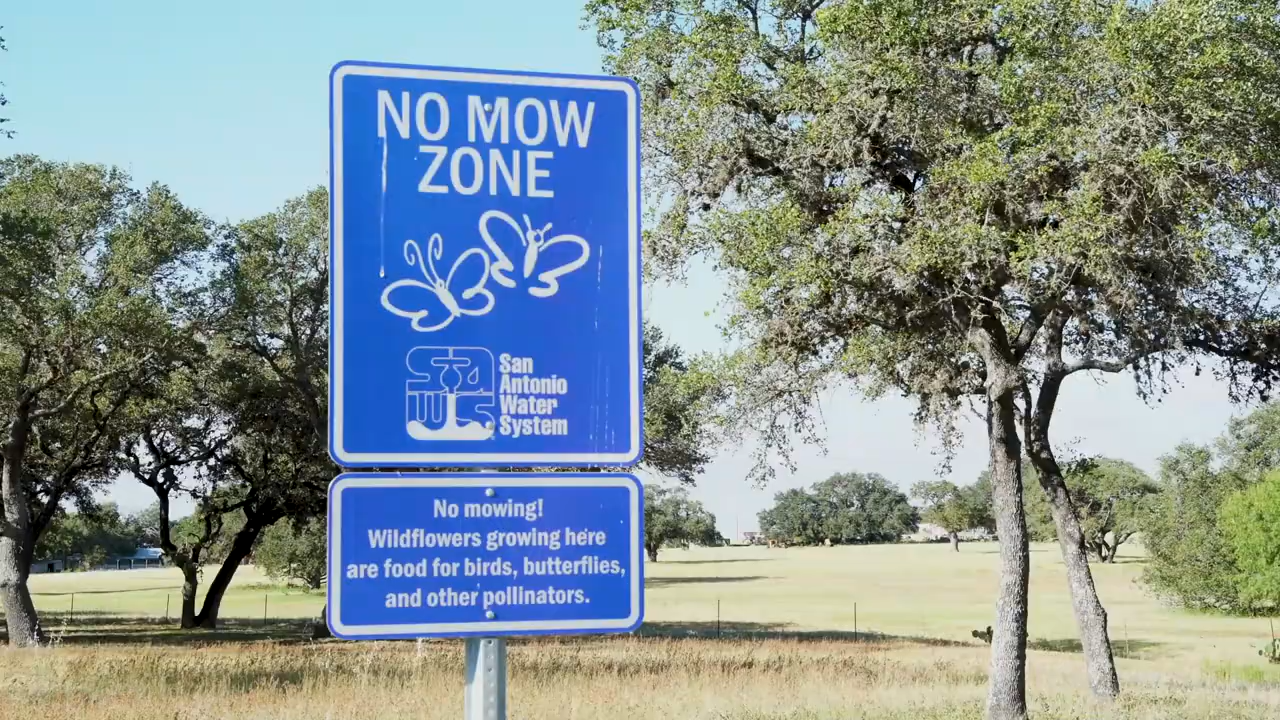 NO MOW
ZONE
SAWS
San
Antonio
Water
System
No mowing!
Wildflowers growing here
are food for birds, butterflies,
and other pollinators.